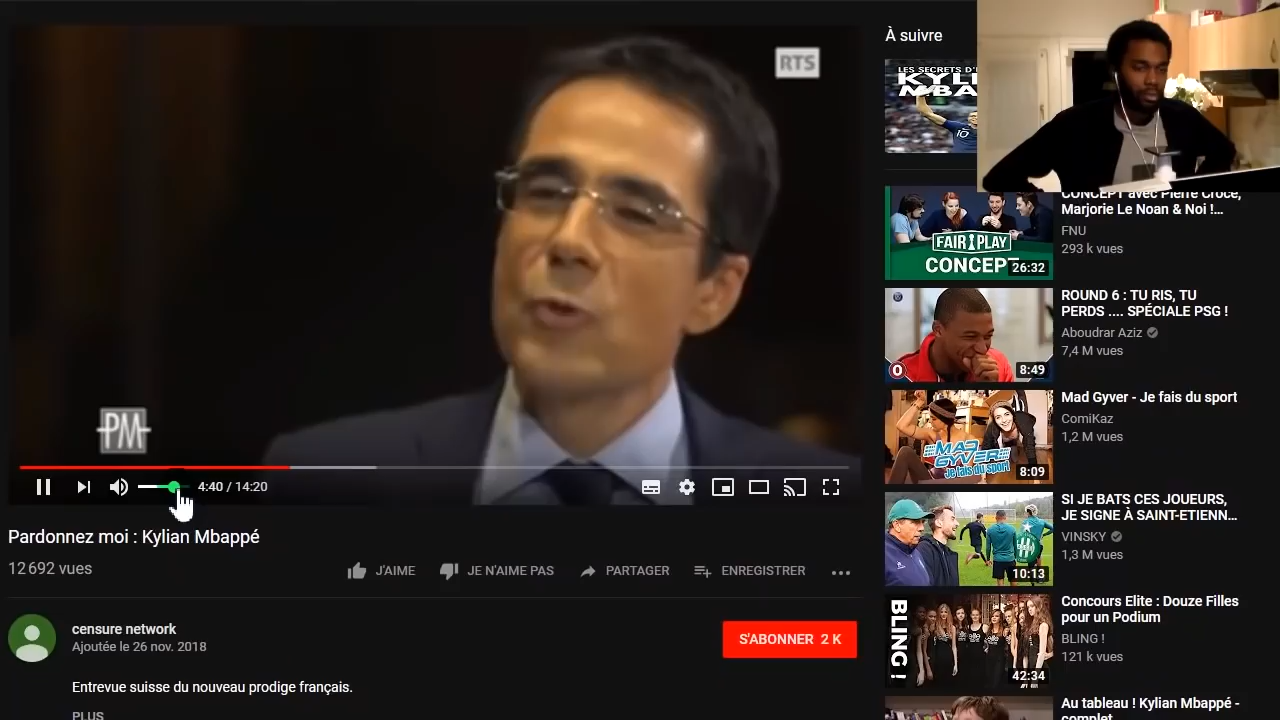 RTS
PM
4:40 / 14:20
Pardonnez moi : Kylian Mbappé
12 692 vues
J'AIME
JE N'AIME PAS
PARTAGER
ENREGISTRER
censure network
Ajoutée le 26 nov. 2018
S'ABONNER 2 K
Entrevue suisse du nouveau prodige français.
PLUS
À suivre
LES SECRETS
KYLI
MBA
10
FAIR PLAY
CONCEPT
26:32
CONCEPT avec Pierre Croce,
Marjorie Le Noan & Noi !...
FNU
293 k vues
8:49
ROUND 6 : TU RIS, TU
PERDS .... SPÉCIALE PSG !
Aboudrar Aziz
7,4 M vues
MAD
GYVER
Je fais du sport
8:09
Mad Gyver - Je fais du sport
ComiKaz
1,2 M vues
10:13
SI JE BATS CES JOUEURS,
JE SIGNE À SAINT-ETIENN...
VINSKY
1,3 M vues
BLING !
42:34
Concours Elite : Douze Filles
pour un Podium
BLING !
121 k vues
Au tableau ! Kylian Mbappé -
complet